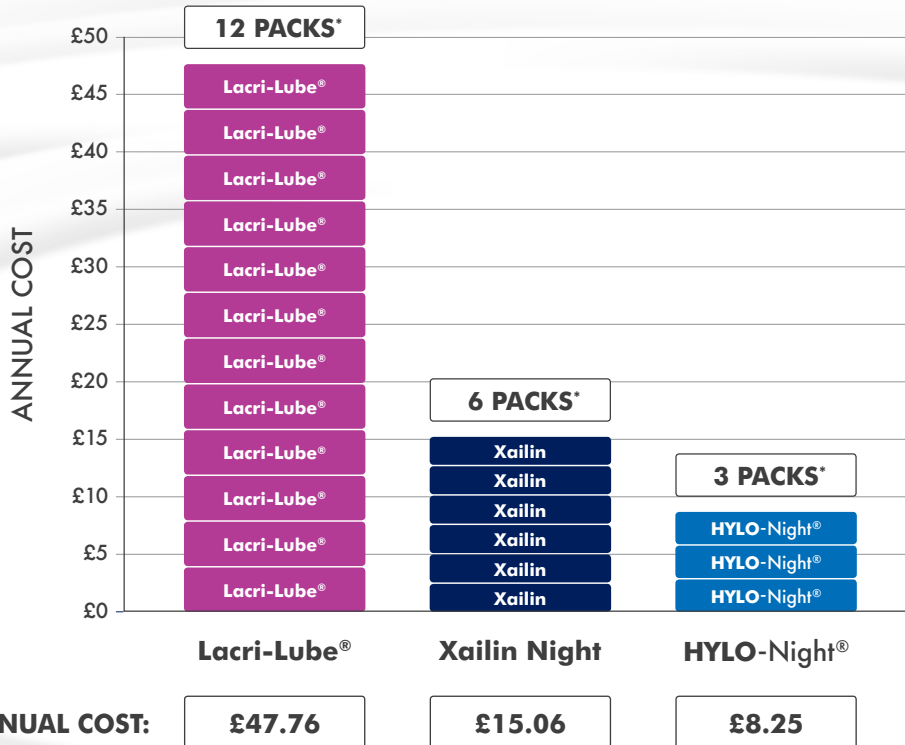 12 PACKS*
£50
£45
£40
£35
£30
£25
£20
£15
£10
£5
£0
ANNUAL COST
Lacri-Lube®
Lacri-Lube®
Lacri-Lube®
Lacri-Lube®
Lacri-Lube®
Lacri-Lube®
Lacri-Lube®
Lacri-Lube®
Lacri-Lube®
Lacri-Lube®
Lacri-Lube®
Lacri-Lube®
6 PACKS*
Xailin
Xailin
Xailin
Xailin
Xailin
Xailin
3 PACKS*
HYLO-Night®
HYLO-Night®
HYLO-Night®
Lacri-Lube® Xailin Night HYLO-Night®
NUAL COST: £47.76 £15.06 £8.25